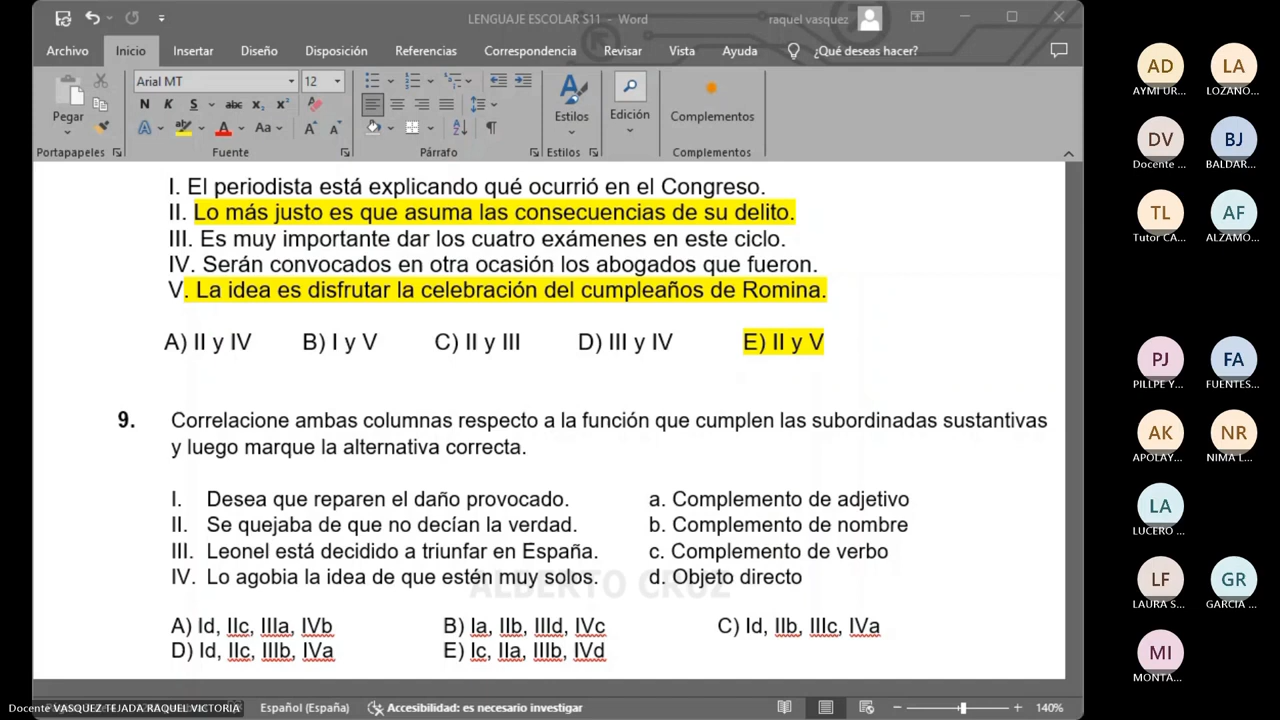 LENGUAJE ESCOLAR S11 - Word
raquel vasquez
Archivo Inicio Insertar Diseño Disposición Referencias Correspondencia Revisar Vista Ayuda ¿Qué deseas hacer?
Arial MT 12
N K S abc x₂ x²
Aa
Pegar Estilos Edición Complementos
Portapapeles Fuente Párrafo Estilos Complementos
I. El periodista está explicando qué ocurrió en el Congreso.
II. Lo más justo es que asuma las consecuencias de su delito.
III. Es muy importante dar los cuatro exámenes en este ciclo.
IV. Serán convocados en otra ocasión los abogados que fueron.
V. La idea es disfrutar la celebración del cumpleaños de Romina.
A) II y IV B) I y V C) II y III D) III y IV E) II y V
9. Correlacione ambas columnas respecto a la función que cumplen las subordinadas sustantivas
y luego marque la alternativa correcta.
I. Desea que reparen el daño provocado. a. Complemento de adjetivo
II. Se quejaba de que no decían la verdad. b. Complemento de nombre
III. Leonel está decidido a triunfar en España. c. Complemento de verbo
IV. Lo agobia la idea de que estén muy solos. d. Objeto directo
ALBERTO CRUZ
A) Id, IIc, IIIa, IVb B) Ia, IIb, IIId, IVc C) Id, IIb, IIIc, IVa
D) Id, IIc, IIIb, IVa E) Ic, IIa, IIIb, IVd
Docente VASQUEZ TEJADA RAQUEL VICTORIA
Español (España) Accesibilidad: es necesario investigar 140%
AD LA
AYMI UR... LOZANO...
DV BJ
Docente ... BALDAR...
TL AF
Tutor CA... ALZAMO...
PJ FA
PILLPE Y... FUENTES...
AK NR
APOLAY... NIMA L...
LA
LUCERO ...
LF GR
LAURA S... GARCIA ...
MI
MONTA...